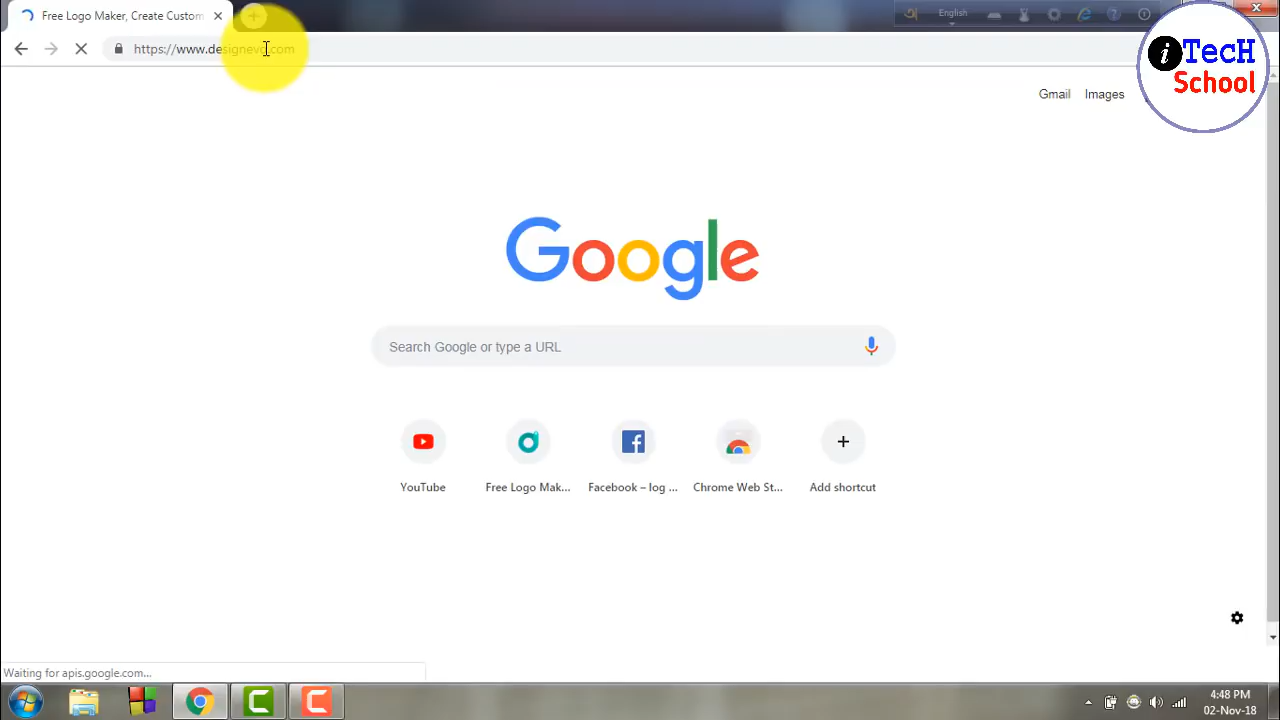 Free Logo Maker, Create Custom
English
https://www.designevo.com
i TecH
School
Gmail Images
Google
Search Google or type a URL
YouTube
Free Logo Mak...
Facebook – log ...
Chrome Web St...
Add shortcut
Waiting for apis.google.com...
4:48 PM
02-Nov-18